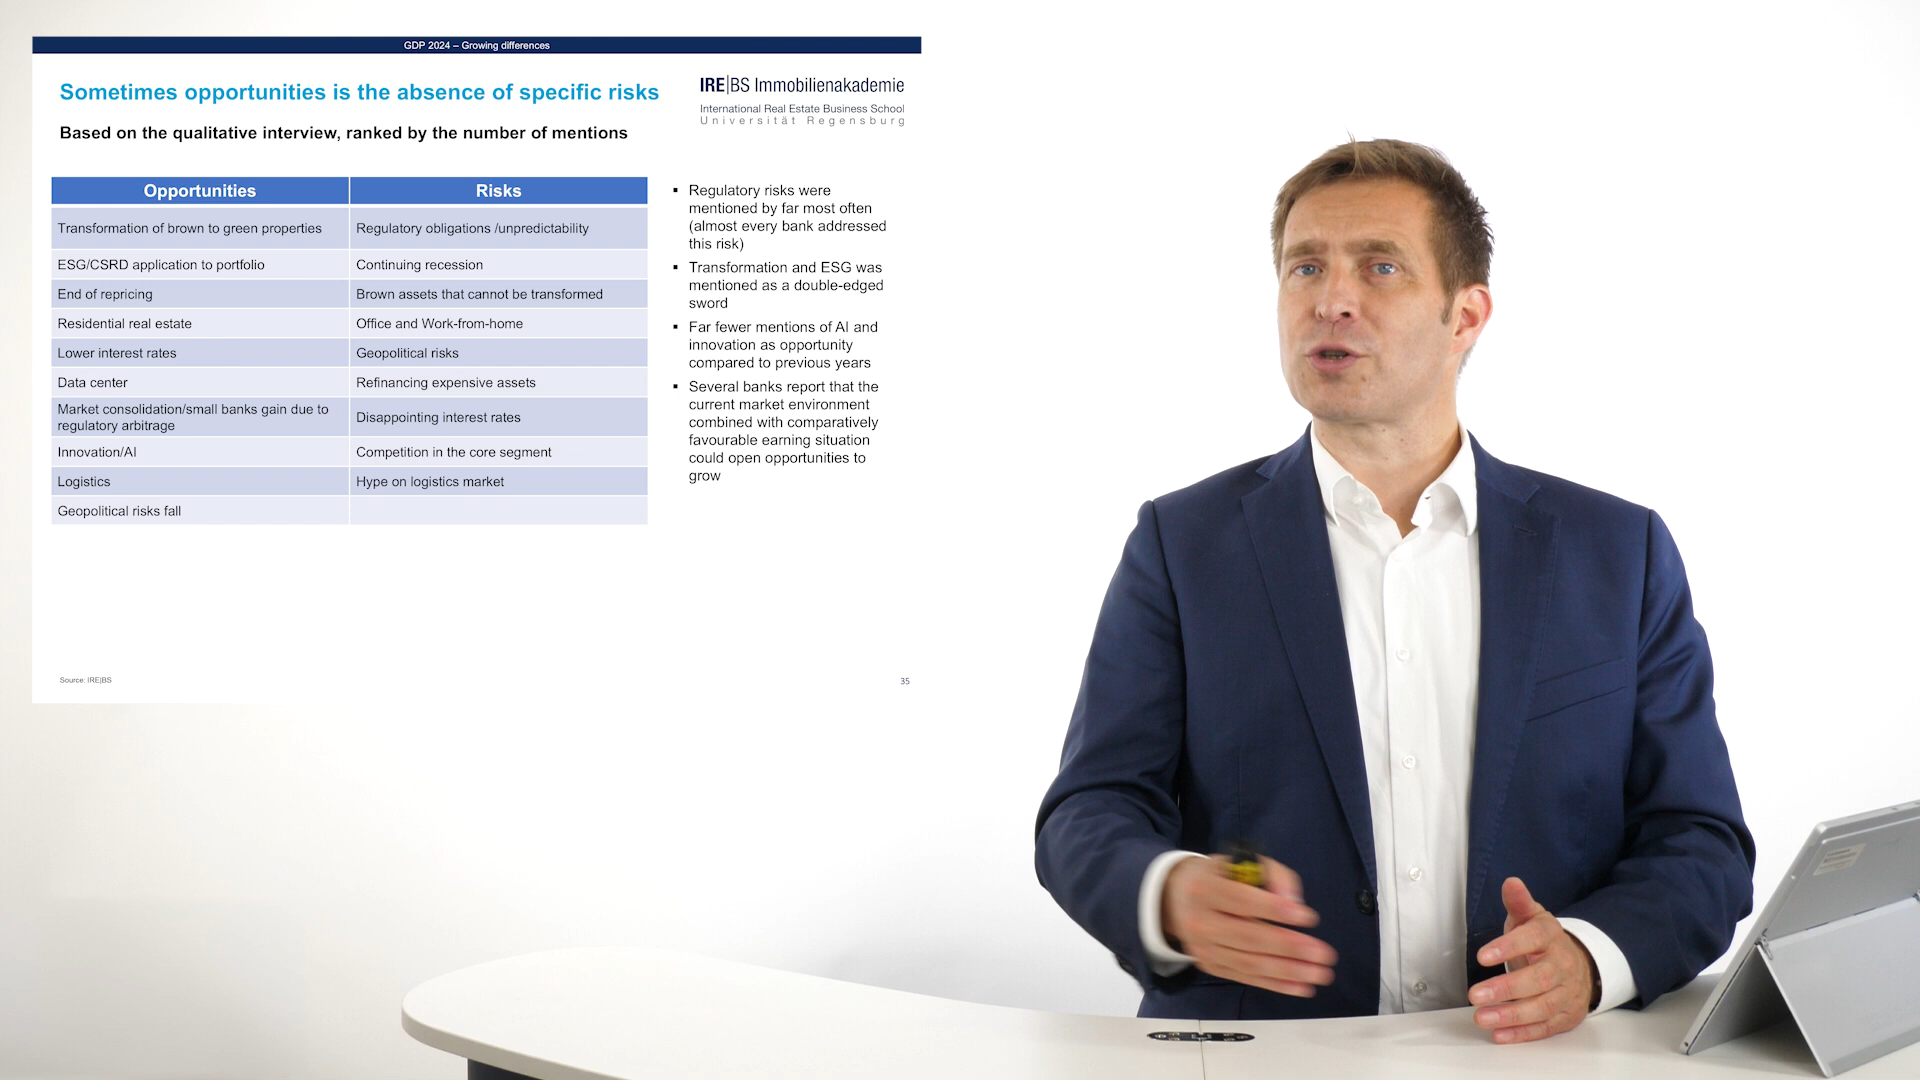 GDP 2024 – Growing differences
Sometimes opportunities is the absence of specific risks
IRE|BS Immobilienakademie
International Real Estate Business School
Universität Regensburg
Based on the qualitative interview, ranked by the number of mentions
Opportunities
Risks
Transformation of brown to green properties
Regulatory obligations /unpredictability
ESG/CSRD application to portfolio
Continuing recession
End of repricing
Brown assets that cannot be transformed
Residential real estate
Office and Work-from-home
Lower interest rates
Geopolitical risks
Data center
Refinancing expensive assets
Market consolidation/small banks gain due to
regulatory arbitrage
Disappointing interest rates
Innovation/AI
Competition in the core segment
Logistics
Hype on logistics market
Geopolitical risks fall
▪ Regulatory risks were
mentioned by far most often
(almost every bank addressed
this risk)
▪ Transformation and ESG was
mentioned as a double-edged
sword
▪ Far fewer mentions of AI and
innovation as opportunity
compared to previous years
▪ Several banks report that the
current market environment
combined with comparatively
favourable earning situation
could open opportunities to
grow
Source: IRE|BS
35